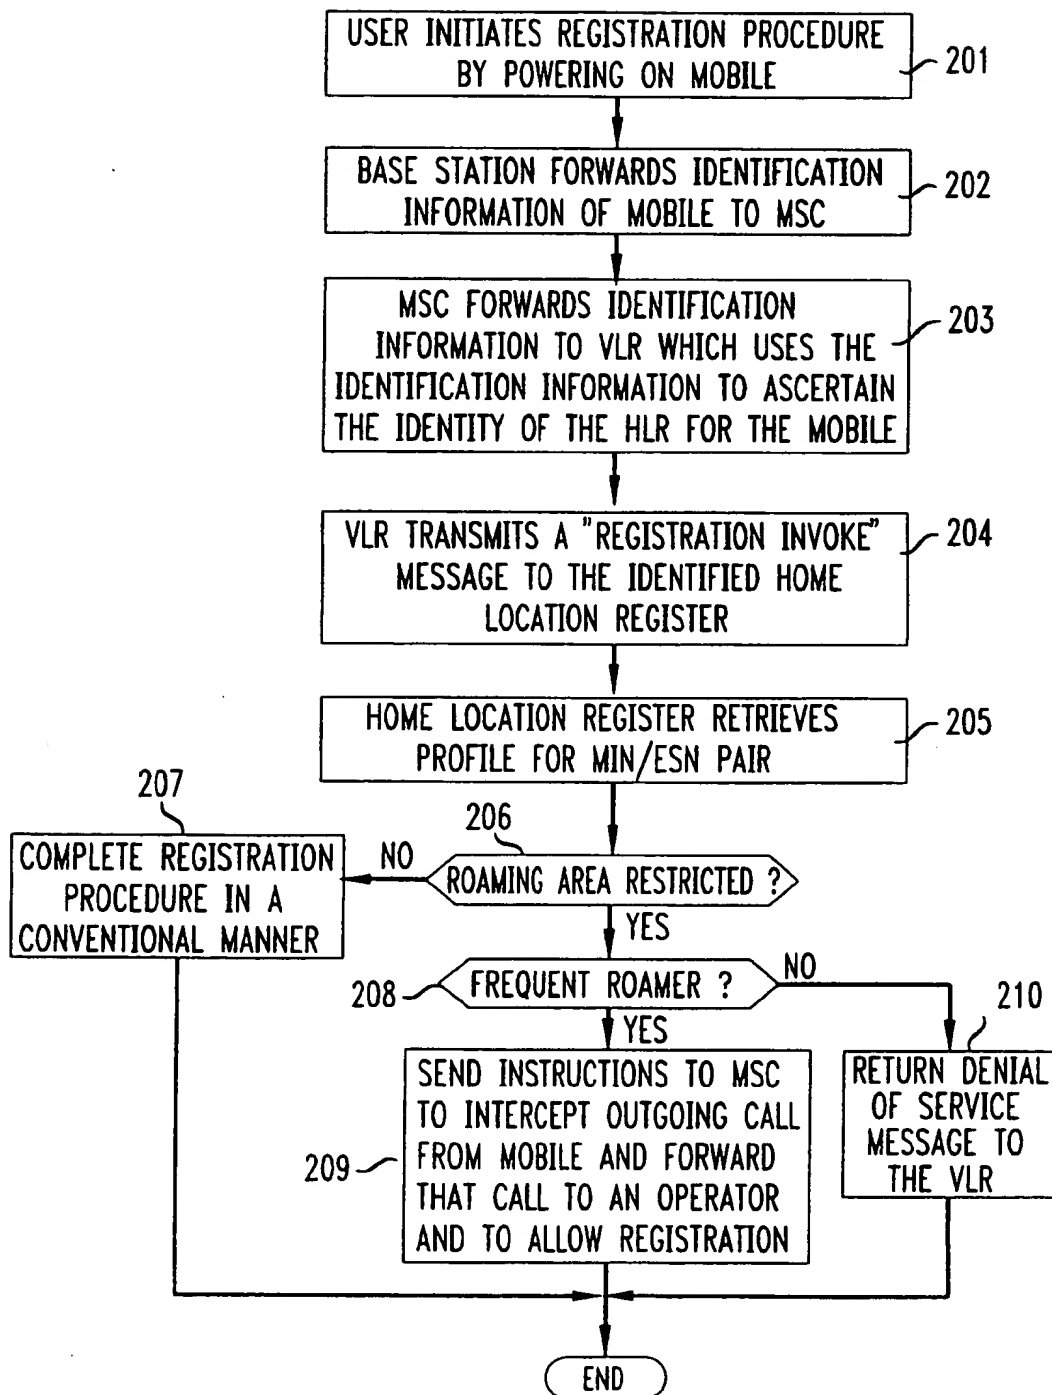 USER INITIATES REGISTRATION PROCEDURE
BY POWERING ON MOBILE
201
BASE STATION FORWARDS IDENTIFICATION
INFORMATION OF MOBILE TO MSC
202
MSC FORWARDS IDENTIFICATION
INFORMATION TO VLR WHICH USES THE
IDENTIFICATION INFORMATION TO ASCERTAIN
THE IDENTITY OF THE HLR FOR THE MOBILE
203
VLR TRANSMITS A "REGISTRATION INVOKE"
MESSAGE TO THE IDENTIFIED HOME
LOCATION REGISTER
204
HOME LOCATION REGISTER RETRIEVES
PROFILE FOR MIN/ESN PAIR
205
206
ROAMING AREA RESTRICTED ?
NO
207
COMPLETE REGISTRATION
PROCEDURE IN A
CONVENTIONAL MANNER
YES
208
FREQUENT ROAMER ?
NO
YES
209
SEND INSTRUCTIONS TO MSC
TO INTERCEPT OUTGOING CALL
FROM MOBILE AND FORWARD
THAT CALL TO AN OPERATOR
AND TO ALLOW REGISTRATION
210
RETURN DENIAL
OF SERVICE
MESSAGE TO
THE VLR
END